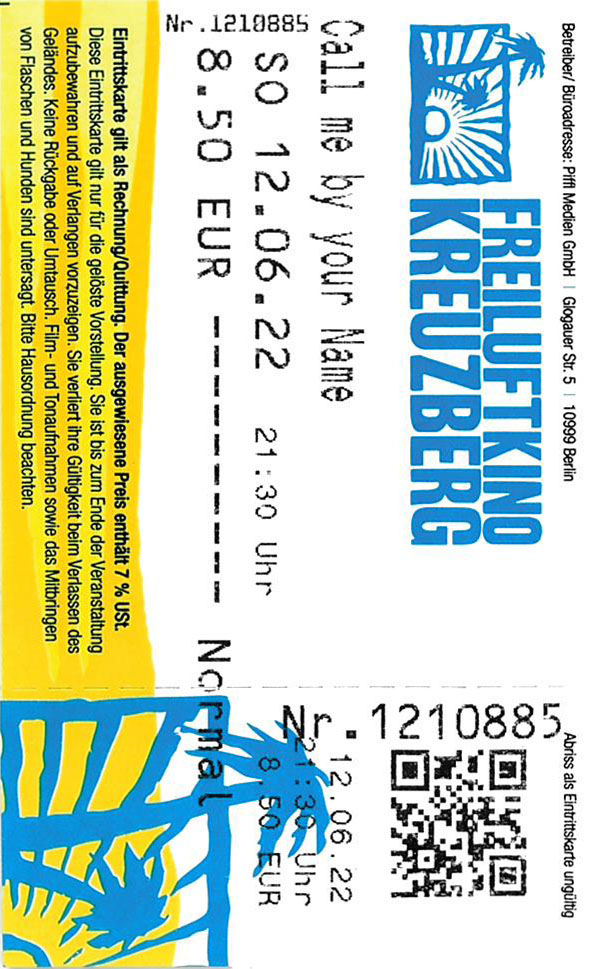 Betreiber/ Büroadresse: Piffl Medien GmbH | Glogauer Str. 5 | 10999 Berlin
Abriss als Eintrittskarte ungültig
FREILUFTKINO
KREUZBERG
Call me by your Name
SO 12.06.22 21:30 Uhr
8.50 EUR ----------- Normal
Nr.1210885
Nr.1210885
12.06.22
21:30 Uhr
8.50 EUR
Eintrittskarte gilt als Rechnung/Quittung. Der ausgewiesene Preis enthält 7 % USt.
Diese Eintrittskarte gilt nur für die gelöste Vorstellung. Sie ist bis zum Ende der Veranstaltung
aufzubewahren und auf Verlangen vorzuzeigen. Sie verliert ihre Gültigkeit beim Verlassen des
Geländes. Keine Rückgabe oder Umtausch. Film- und Tonaufnahmen sowie das Mitbringen
von Flaschen und Hunden sind untersagt. Bitte Hausordnung beachten.